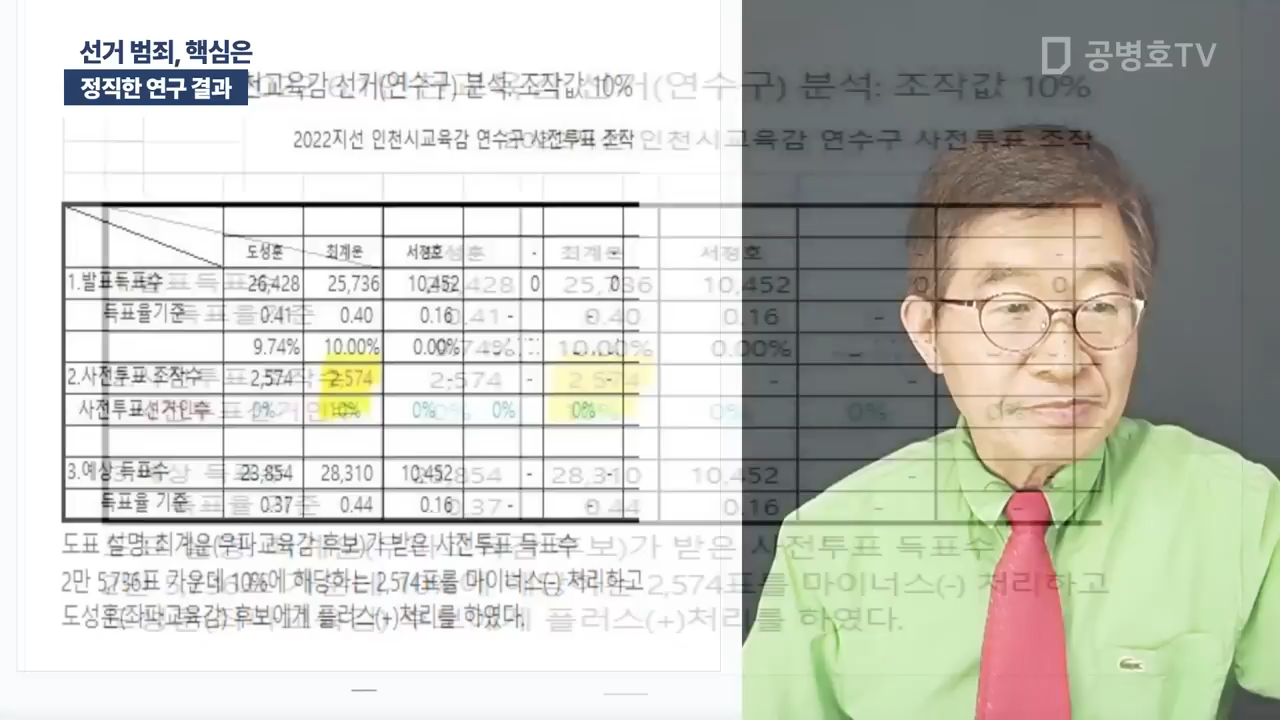 선거 범죄, 핵심은
정직한 연구 결과
공병호TV
전교육감 선거(연수구) 분석: 조작값 10%
2022지선 인천시교육감 연수구 사전투표 조작
도성훈 최계운 서정호 - -
1.발표득표수 26,428 25,736 10,452 0 0
득표율기준 0.41 0.40 0.16 - -
9.74% 10.00% 0.00%
2.사전투표 조작수 2,574 2,574 - - -
사전투표선거인수 0% 10% 0% 0% 0%
3.예상 득표수 23,854 28,310 10,452 - -
득표율 기준 0.37 0.44 0.16 - -
도표 설명: 최계운(우파교육감후보)가 받은 사전투표 득표수
2만 5,736표 가운데 10%에 해당하는 2,574표를 마이너스(-) 처리하고
도성훈(좌파교육감) 후보에게 플러스(+)처리를 하였다.